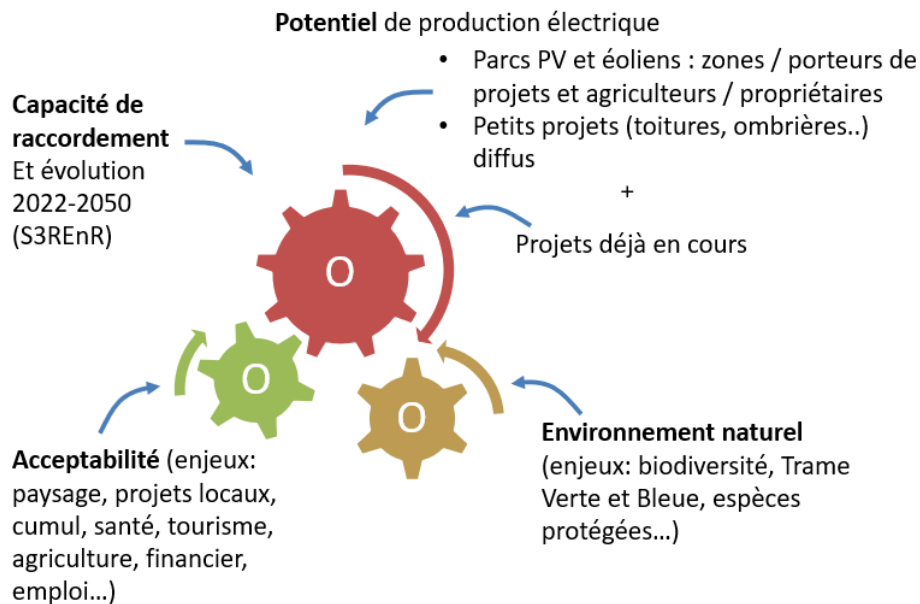 Potentiel de production électrique
• Parcs PV et éoliens : zones / porteurs de
projets et agriculteurs / propriétaires
• Petits projets (toitures, ombrières..)
diffus
+
Projets déjà en cours
Capacité de
raccordement
Et évolution
2022-2050
(S3REnR)
O
O
O
Acceptabilité (enjeux:
paysage, projets locaux,
cumul, santé, tourisme,
agriculture, financier,
emploi…)
Environnement naturel
(enjeux: biodiversité, Trame
Verte et Bleue, espèces
protégées…)